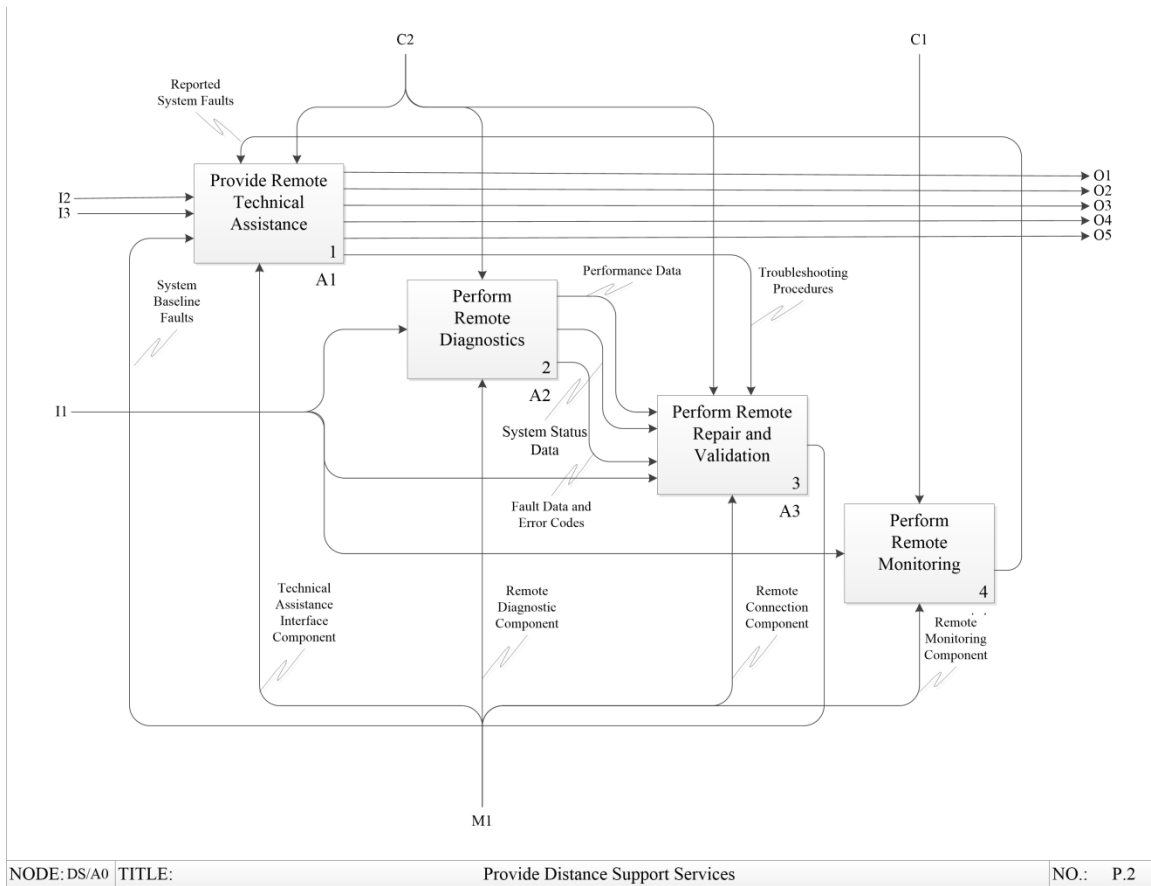 C2
C1
Reported
System Faults
Provide Remote
Technical
Assistance
1
A1
I2
I3
O1
O2
O3
O4
O5
System
Baseline
Faults
Perform
Remote
Diagnostics
2
A2
Performance Data
Troubleshooting
Procedures
I1
System Status
Data
Fault Data and
Error Codes
Perform Remote
Repair and
Validation
3
A3
Perform
Remote
Monitoring
4
Technical
Assistance
Interface
Component
Remote
Diagnostic
Component
Remote
Connection
Component
Remote
Monitoring
Component
M1
NODE: DS/A0 TITLE: Provide Distance Support Services NO.: P.2